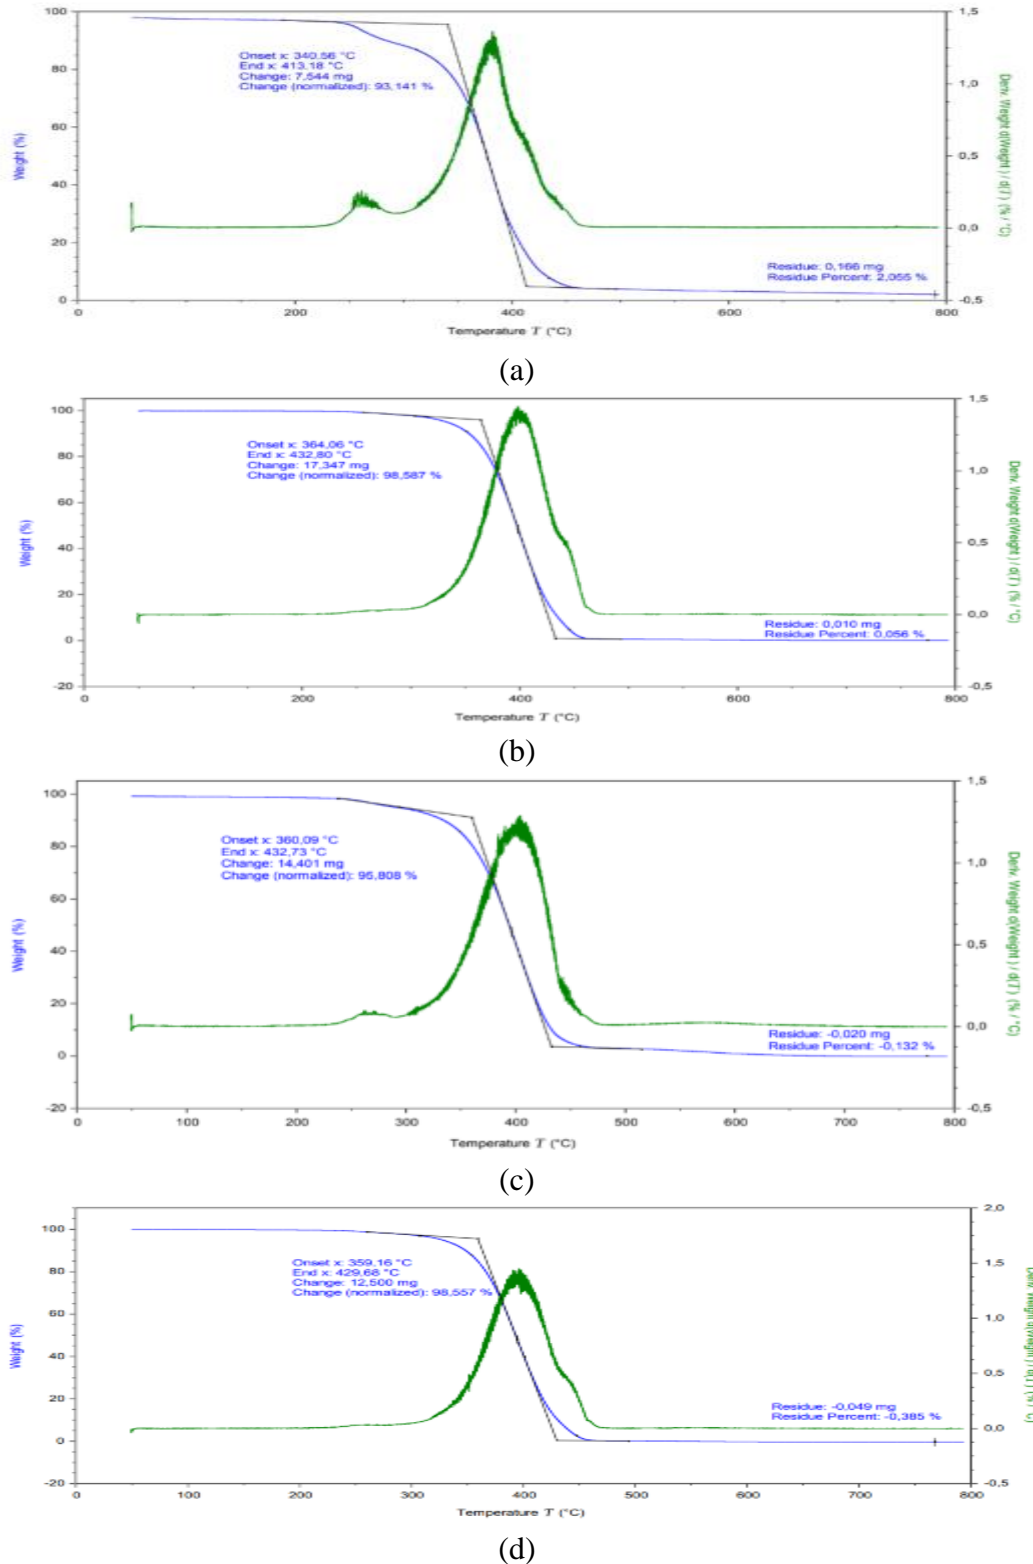 1,5
100
Onset x: 340,56 °C
End x: 413,18 °C
Change: 7,544 mg
Change (normalized): 93,141 %
80
1,0
60
Weight (%)
0,5
Deriv. Weight d(Weight) / d(T) (% / °C)
40
0,0
20
Residue: 0,166 mg
Residue Percent: 2,055 %
0
-0,5
0 200 400 600 800
Temperature T (°C)
(a)
1,5
100
Onset x: 364,06 °C
End x: 432,80 °C
Change: 17,347 mg
Change (normalized): 98,587 %
80
1,0
60
Weight (%)
40
0,5
Deriv. Weight d(Weight) / d(T) (% / °C)
20
0,0
Residue: 0,010 mg
Residue Percent: 0,056 %
0
-20
-0,5
0 200 400 600 800
Temperature T (°C)
(b)
1,5
100
Onset x: 360,09 °C
End x: 432,73 °C
Change: 14,401 mg
Change (normalized): 95,808 %
80
1,0
60
Weight (%)
40
0,5
Deriv. Weight d(Weight) / d(T) (% / °C)
20
0,0
Residue: -0,020 mg
Residue Percent: -0,132 %
0
-20
-0,5
0 100 200 300 400 500 600 700 800
Temperature T (°C)
(c)
2,0
100
Onset x: 359,16 °C
End x: 429,68 °C
Change: 12,500 mg
Change (normalized): 98,557 %
1,5
80
1,0
60
Weight (%)
40
0,5
Deriv. Weight d(Weight) / d(T) (% / °C)
20
0,0
Residue: -0,049 mg
Residue Percent: -0,385 %
0
-20
-0,5
0 100 200 300 400 500 600 700 800
Temperature T (°C)
(d)